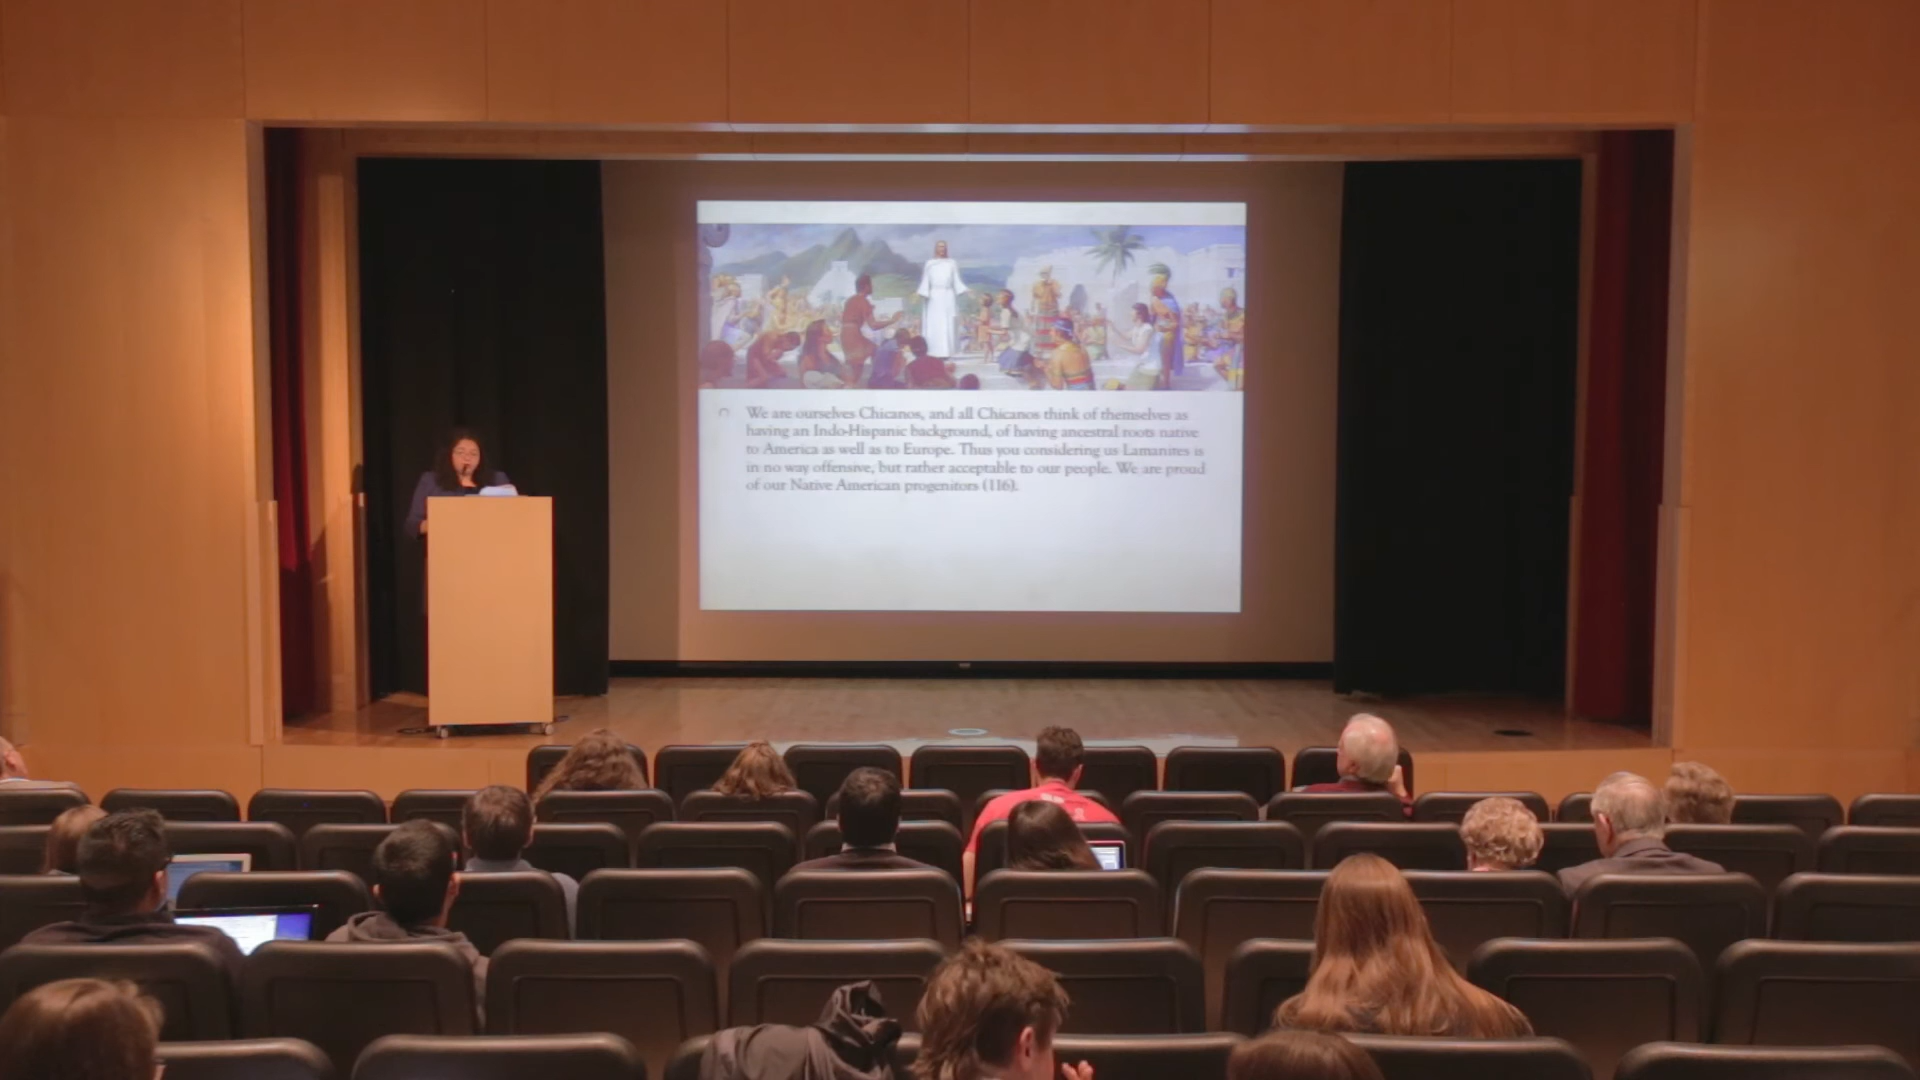 We are ourselves Chicanos, and all Chicanos think of themselves as
having an Indo-Hispanic background, of having ancestral roots native
to America as well as to Europe. Thus you considering us Lamanites is
in no way offensive, but rather acceptable to our people. We are proud
of our Native American progenitors (116).